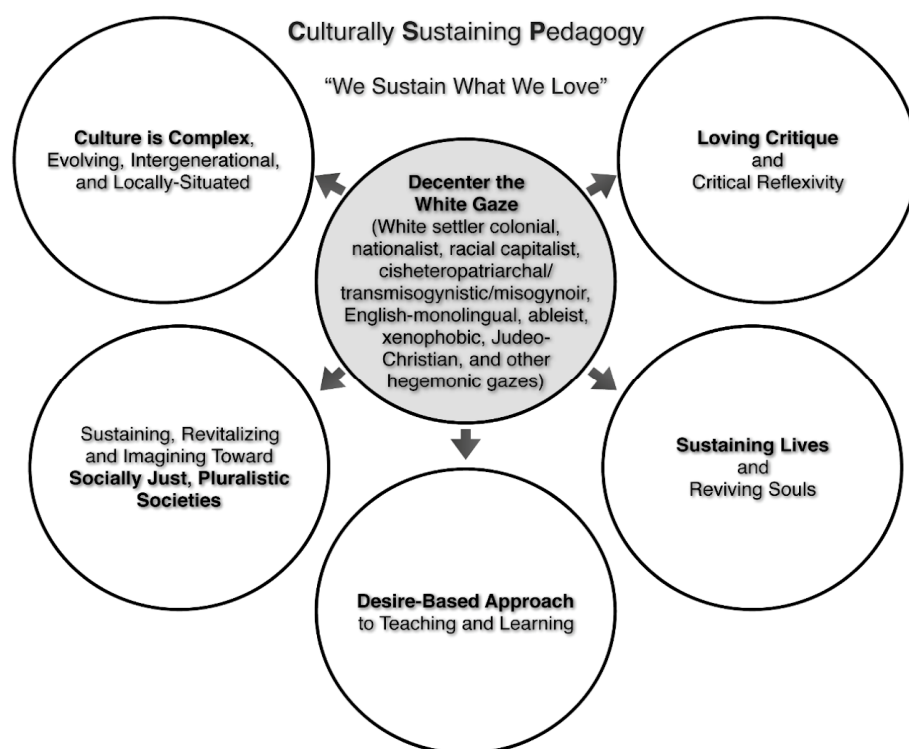 Culturally Sustaining Pedagogy
“We Sustain What We Love”
Culture is Complex,
Evolving, Intergenerational,
and Locally-Situated
Loving Critique
and
Critical Reflexivity
Decenter the
White Gaze
(White settler colonial,
nationalist, racial capitalist,
cisheteropatriarchal/
transmisogynistic/misogynoir,
English-monolingual, ableist,
xenophobic, Judeo-
Christian, and other
hegemonic gazes)
Sustaining, Revitalizing
and Imagining Toward
Socially Just, Pluralistic
Societies
Sustaining Lives
and
Reviving Souls
Desire-Based Approach
to Teaching and Learning